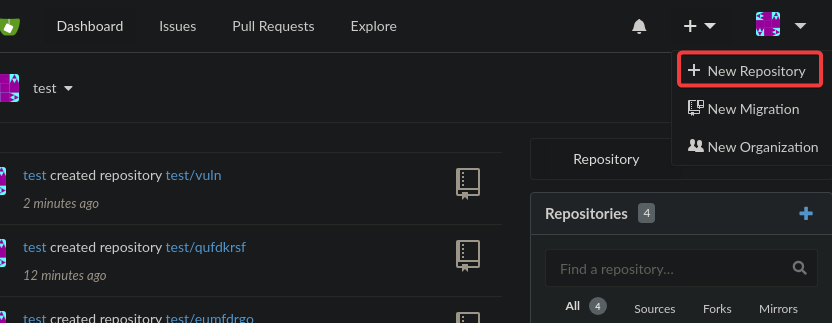 Dashboard Issues Pull Requests Explore
test
New Repository
New Migration
New Organization
test created repository test/vuln
2 minutes ago
test created repository test/qufdkrsf
12 minutes ago
test created repository test/eumfdrgo
Repository
Repositories 4
Find a repository...
All 4 Sources Forks Mirrors